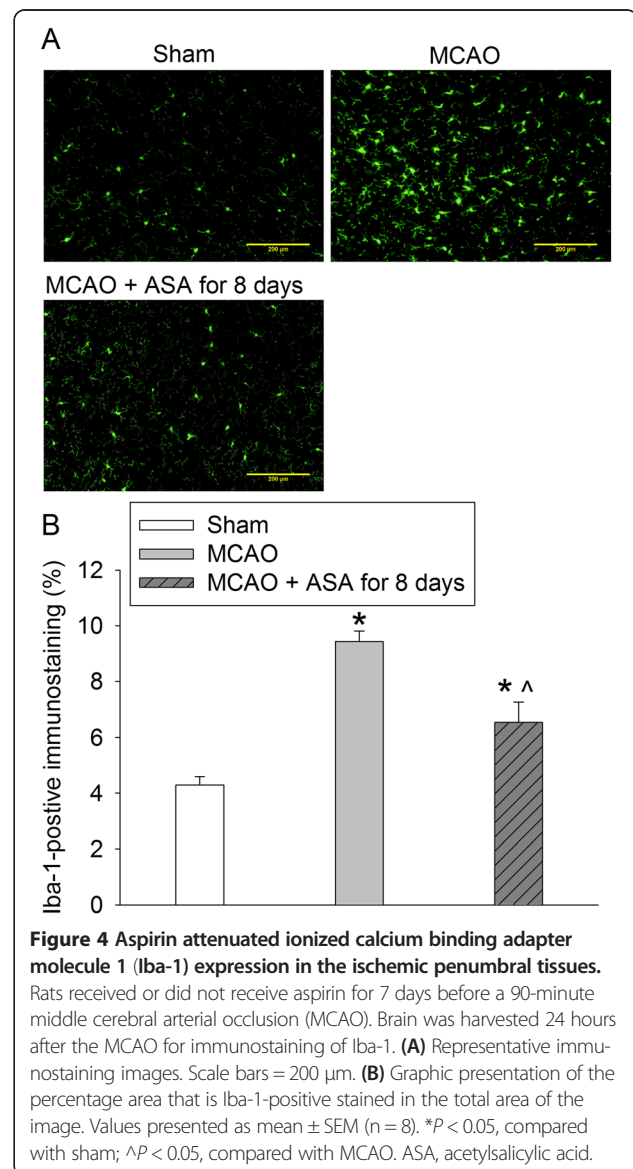 A
Sham
MCAO
200 µm
200 µm
MCAO + ASA for 8 days
200 µm
B
Sham
MCAO
MCAO + ASA for 8 days
Iba-1-postive immunostaining (%)
12
10
8
6
4
2
0
*
* ^
Figure 4 Aspirin attenuated ionized calcium binding adapter
molecule 1 (Iba-1) expression in the ischemic penumbral tissues.
Rats received or did not receive aspirin for 7 days before a 90-minute
middle cerebral arterial occlusion (MCAO). Brain was harvested 24 hours
after the MCAO for immunostaining of Iba-1. (A) Representative immu-
nostaining images. Scale bars = 200 µm. (B) Graphic presentation of the
percentage area that is Iba-1-positive stained in the total area of the
image. Values presented as mean ± SEM (n = 8). *P < 0.05, compared
with sham; ^P < 0.05, compared with MCAO. ASA, acetylsalicylic acid.